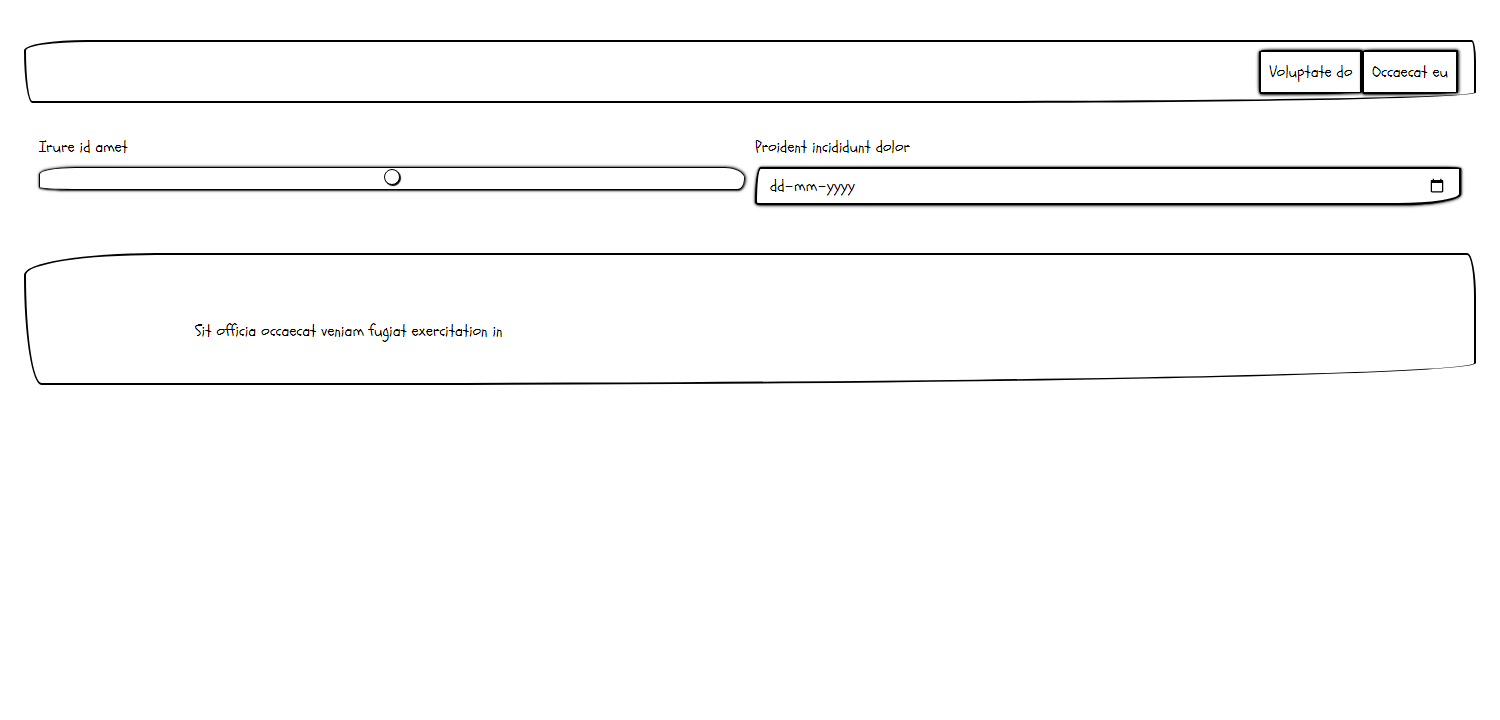 Voluptate do
Occaecat eu
Irure id amet
Proident incididunt dolor
dd-mm-yyyy
Sit officia occaecat veniam fugiat exercitation in